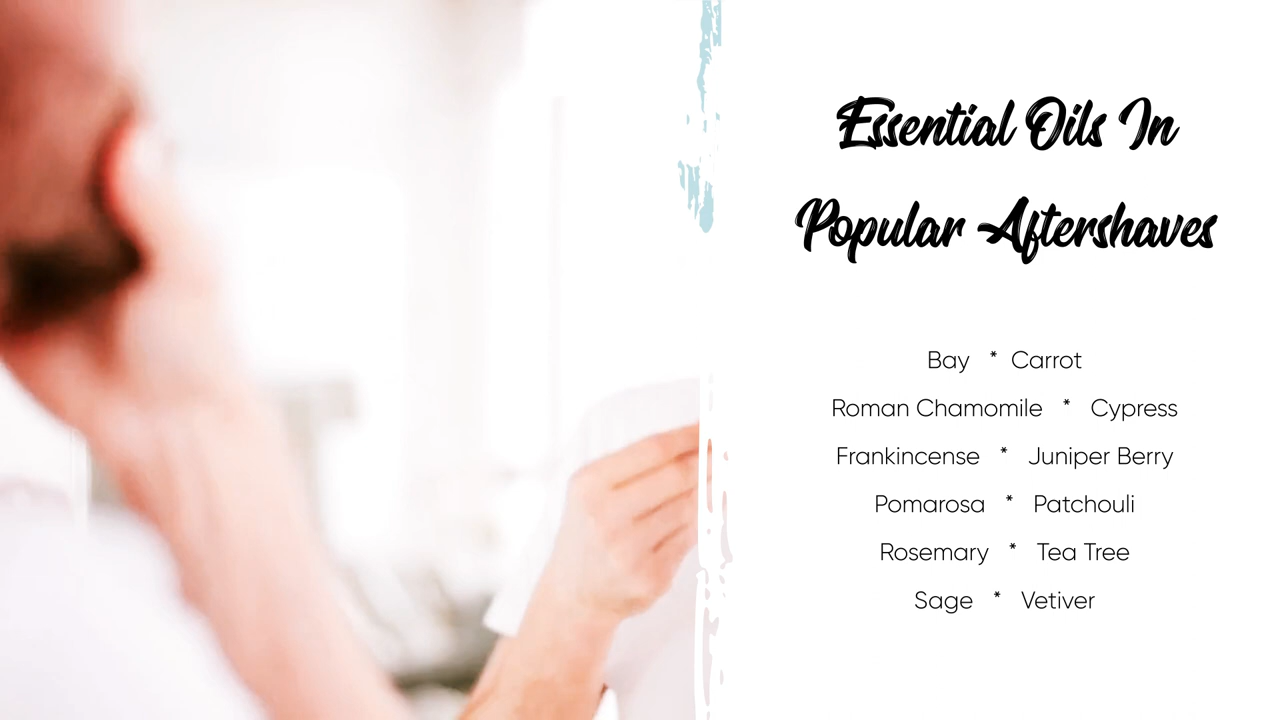 Essential Oils In
Popular Aftershaves
Bay * Carrot
Roman Chamomile * Cypress
Frankincense * Juniper Berry
Pomarosa * Patchouli
Rosemary * Tea Tree
Sage * Vetiver